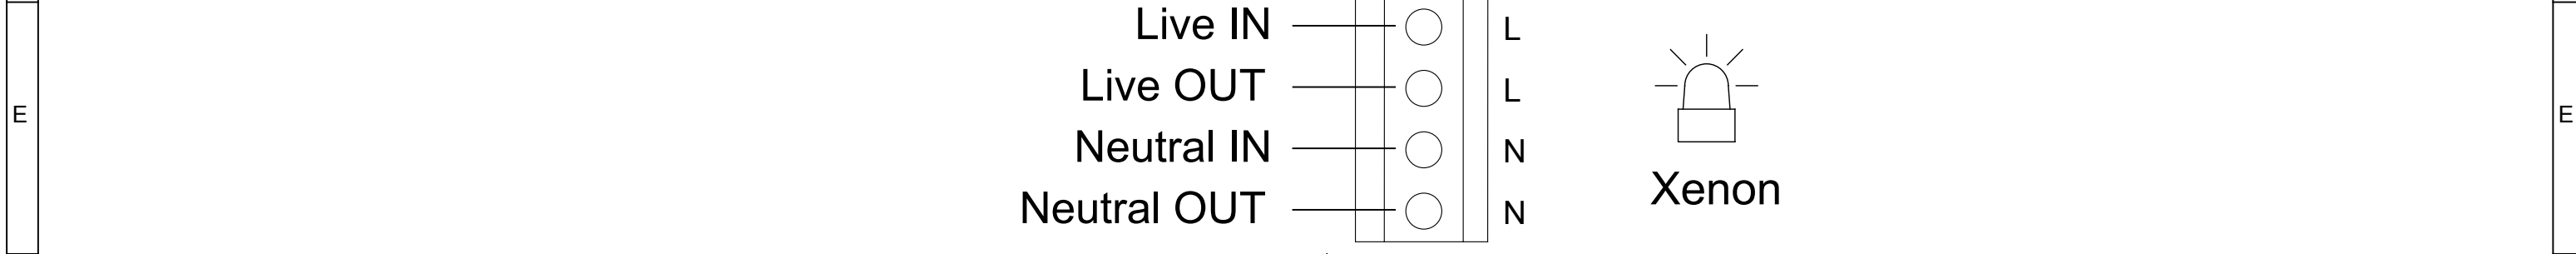 Live IN L
Live OUT L
E E
Neutral IN N
Xenon
Neutral OUT N